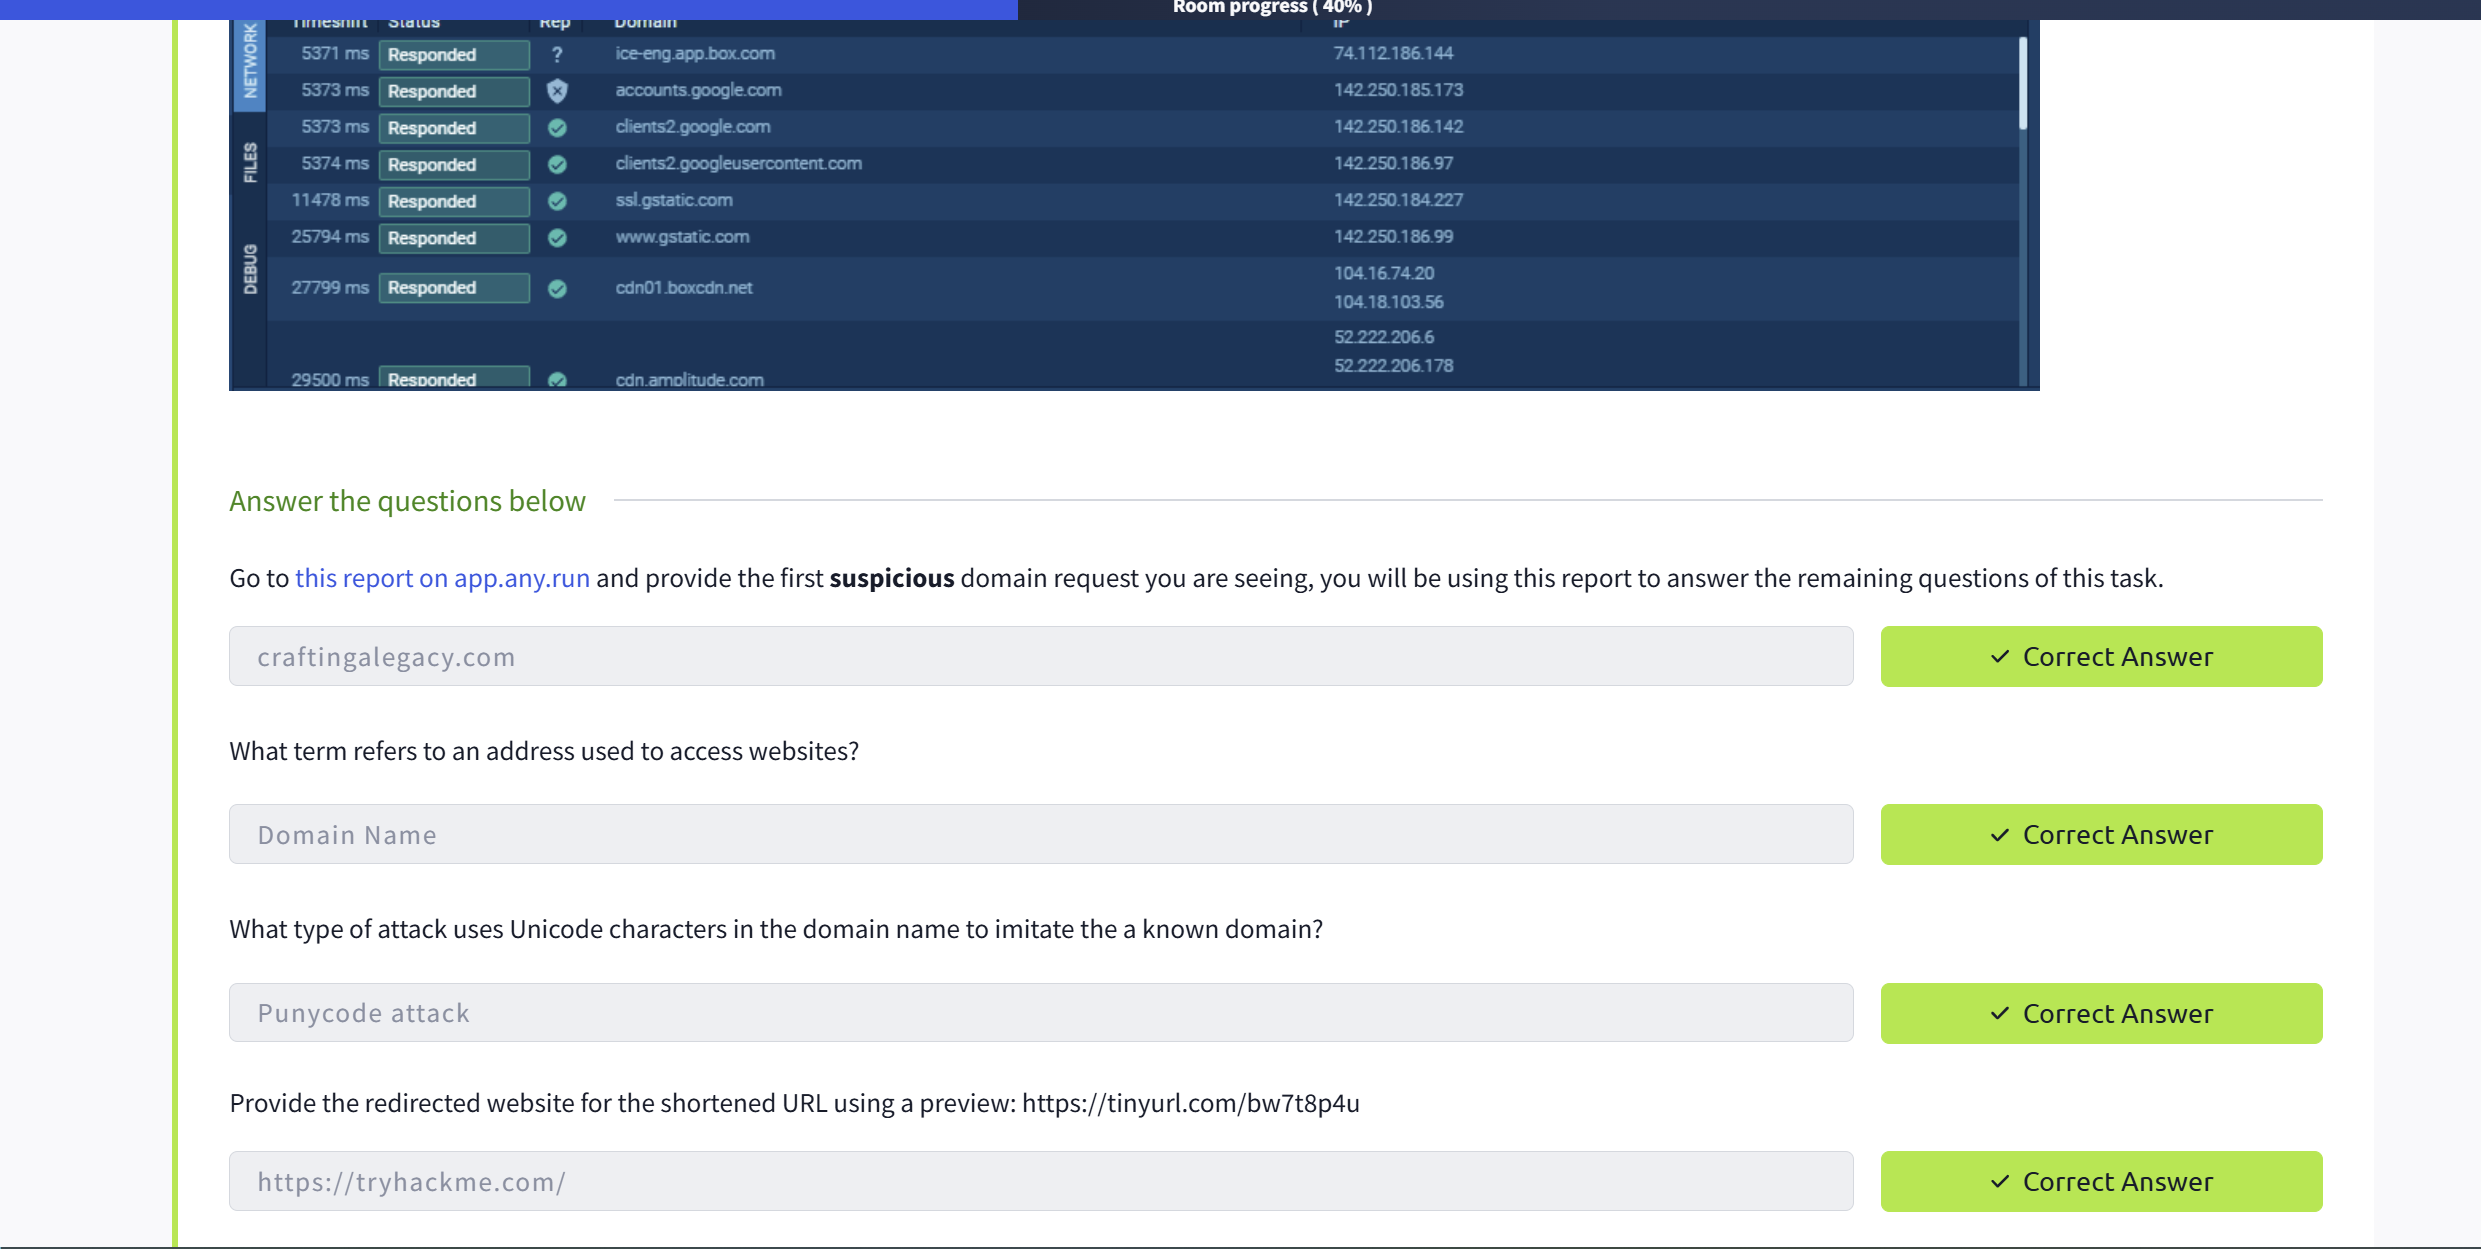 Room progress ( 40% )
Timeshift Status Rep Domain IP
NETWORK
5371 ms Responded ? ice-eng.app.box.com 74.112.186.144
5373 ms Responded accounts.google.com 142.250.185.173
5373 ms Responded clients2.google.com 142.250.186.142
FILES
5374 ms Responded clients2.googleusercontent.com 142.250.186.97
11478 ms Responded ssl.gstatic.com 142.250.184.227
25794 ms Responded www.gstatic.com 142.250.186.99
DEBUG
27799 ms Responded cdn01.boxcdn.net 104.16.74.20
104.18.103.56
52.222.206.6
52.222.206.178
29500 ms Responded cdn.amplitude.com
Answer the questions below
Go to this report on app.any.run and provide the first suspicious domain request you are seeing, you will be using this report to answer the remaining questions of this task.
craftingalegacy.com
✓ Correct Answer
What term refers to an address used to access websites?
Domain Name
✓ Correct Answer
What type of attack uses Unicode characters in the domain name to imitate the a known domain?
Punycode attack
✓ Correct Answer
Provide the redirected website for the shortened URL using a preview: https://tinyurl.com/bw7t8p4u
https://tryhackme.com/
✓ Correct Answer